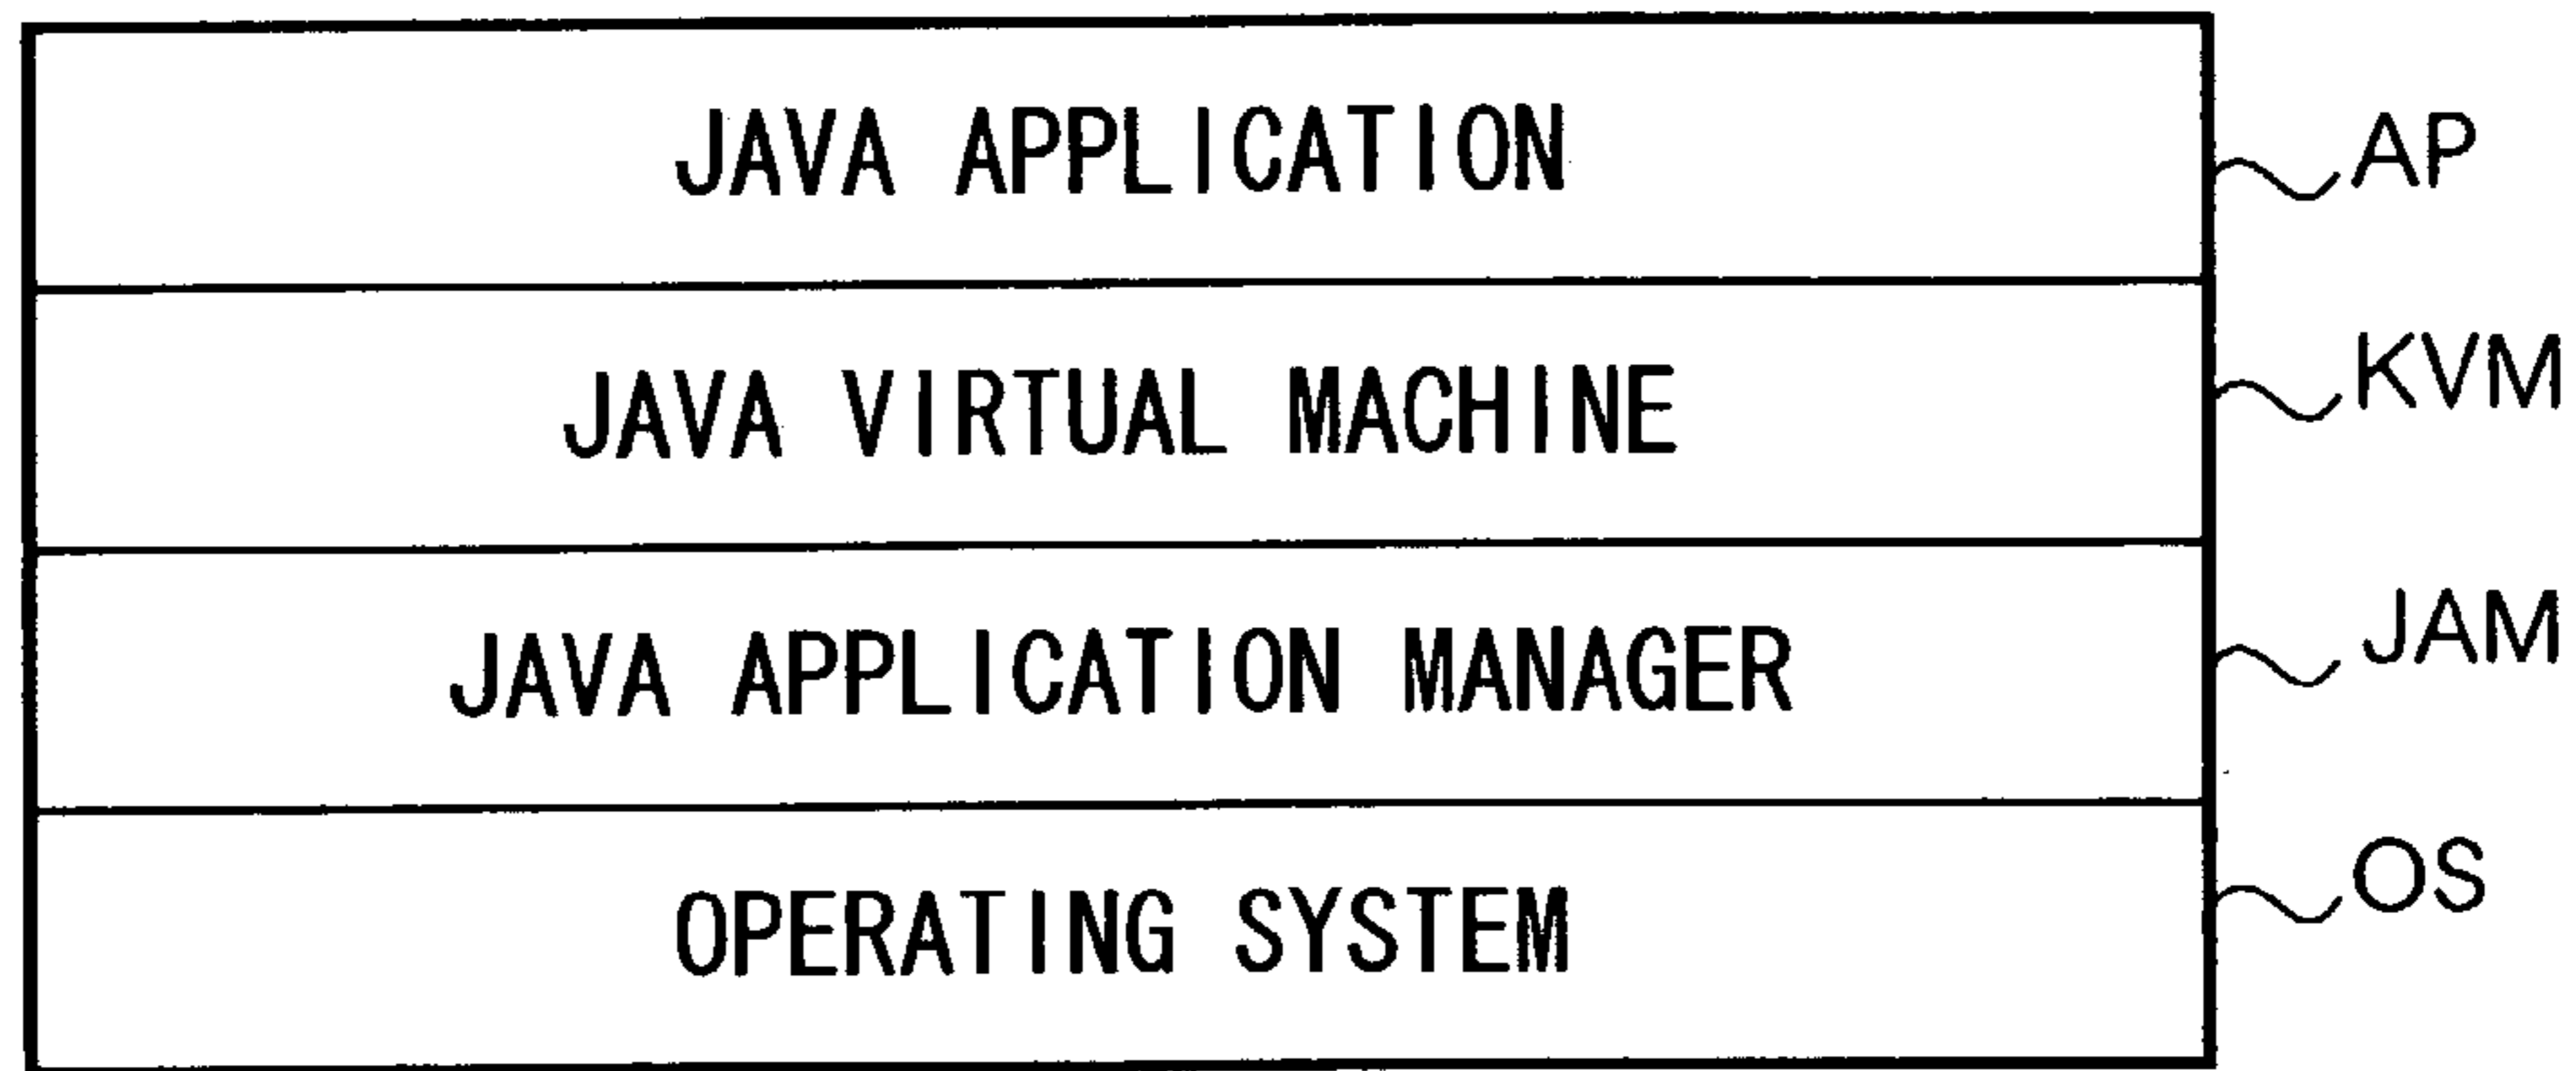 JAVA APPLICATION
AP
JAVA VIRTUAL MACHINE
KVM
JAVA APPLICATION MANAGER
JAM
OPERATING SYSTEM
OS